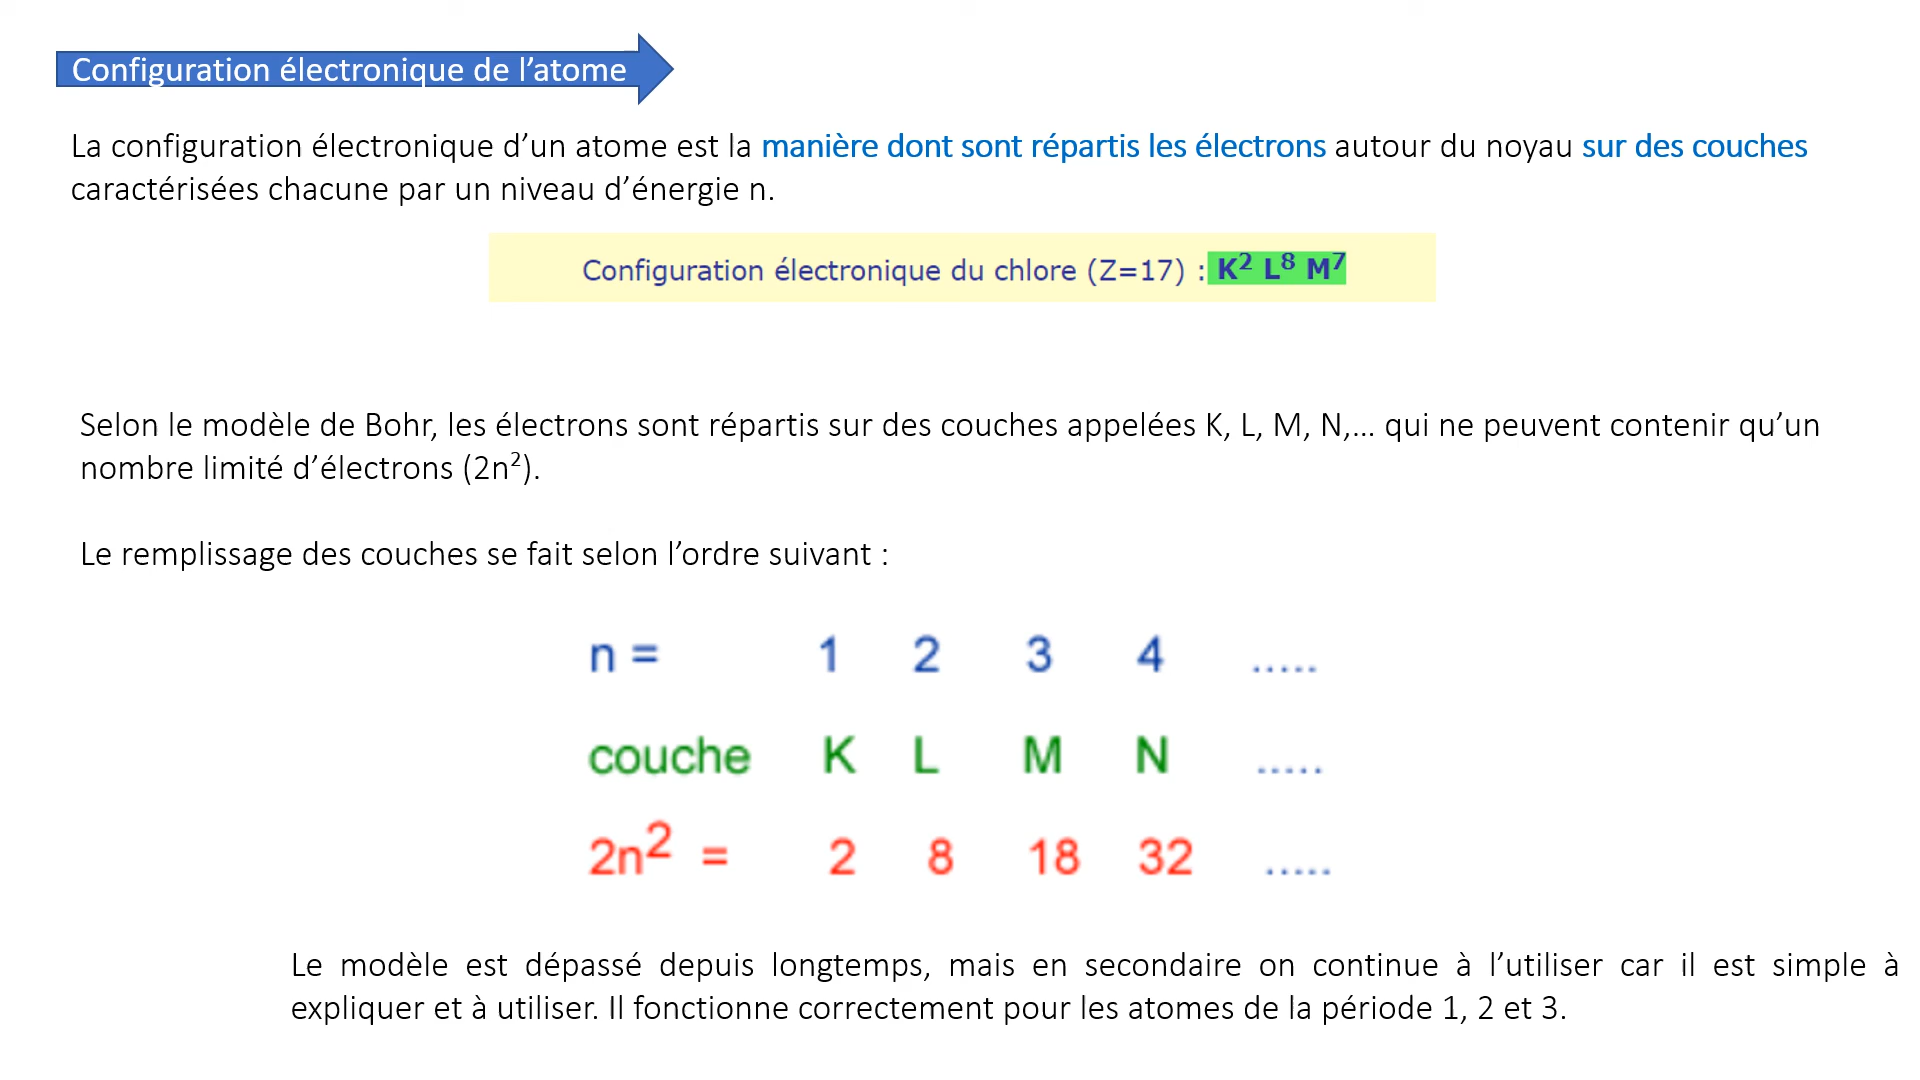 Configuration électronique de l’atome
La configuration électronique d’un atome est la manière dont sont répartis les électrons autour du noyau sur des couches
caractérisées chacune par un niveau d’énergie n.
Configuration électronique du chlore (Z=17) : K² L⁸ M⁷
Selon le modèle de Bohr, les électrons sont répartis sur des couches appelées K, L, M, N,… qui ne peuvent contenir qu’un
nombre limité d’électrons (2n²).
Le remplissage des couches se fait selon l’ordre suivant :
n = 1 2 3 4 .....
couche K L M N .....
2n² = 2 8 18 32 .....
Le modèle est dépassé depuis longtemps, mais en secondaire on continue à l’utiliser car il est simple à
expliquer et à utiliser. Il fonctionne correctement pour les atomes de la période 1, 2 et 3.